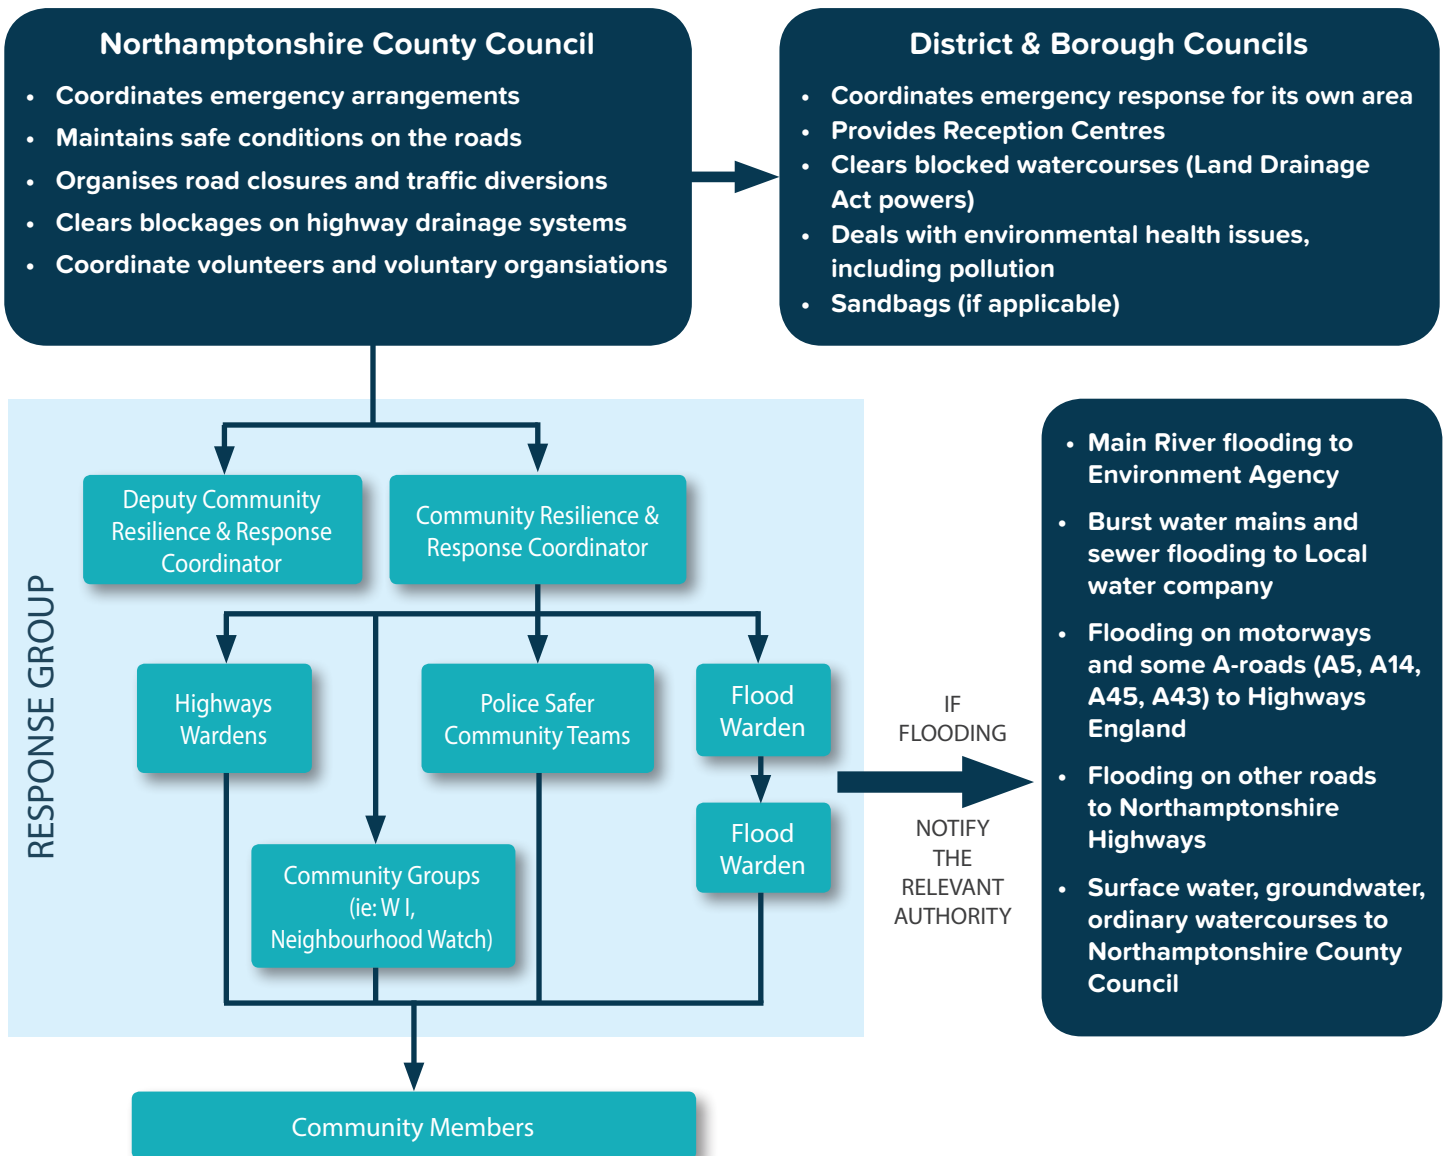 Northamptonshire County Council
• Coordinates emergency arrangements
• Maintains safe conditions on the roads
• Organises road closures and traffic diversions
• Clears blockages on highway drainage systems
• Coordinate volunteers and voluntary organsiations
District & Borough Councils
• Coordinates emergency response for its own area
• Provides Reception Centres
• Clears blocked watercourses (Land Drainage
Act powers)
• Deals with environmental health issues,
including pollution
• Sandbags (if applicable)
RESPONSE GROUP
Deputy Community
Resilience & Response
Coordinator
Community Resilience &
Response Coordinator
Highways
Wardens
Police Safer
Community Teams
Flood
Warden
Flood
Warden
Community Groups
(ie: W I,
Neighbourhood Watch)
Community Members
IF
FLOODING
NOTIFY
THE
RELEVANT
AUTHORITY
• Main River flooding to
Environment Agency
• Burst water mains and
sewer flooding to Local
water company
• Flooding on motorways
and some A-roads (A5, A14,
A45, A43) to Highways
England
• Flooding on other roads
to Northamptonshire
Highways
• Surface water, groundwater,
ordinary watercourses to
Northamptonshire County
Council